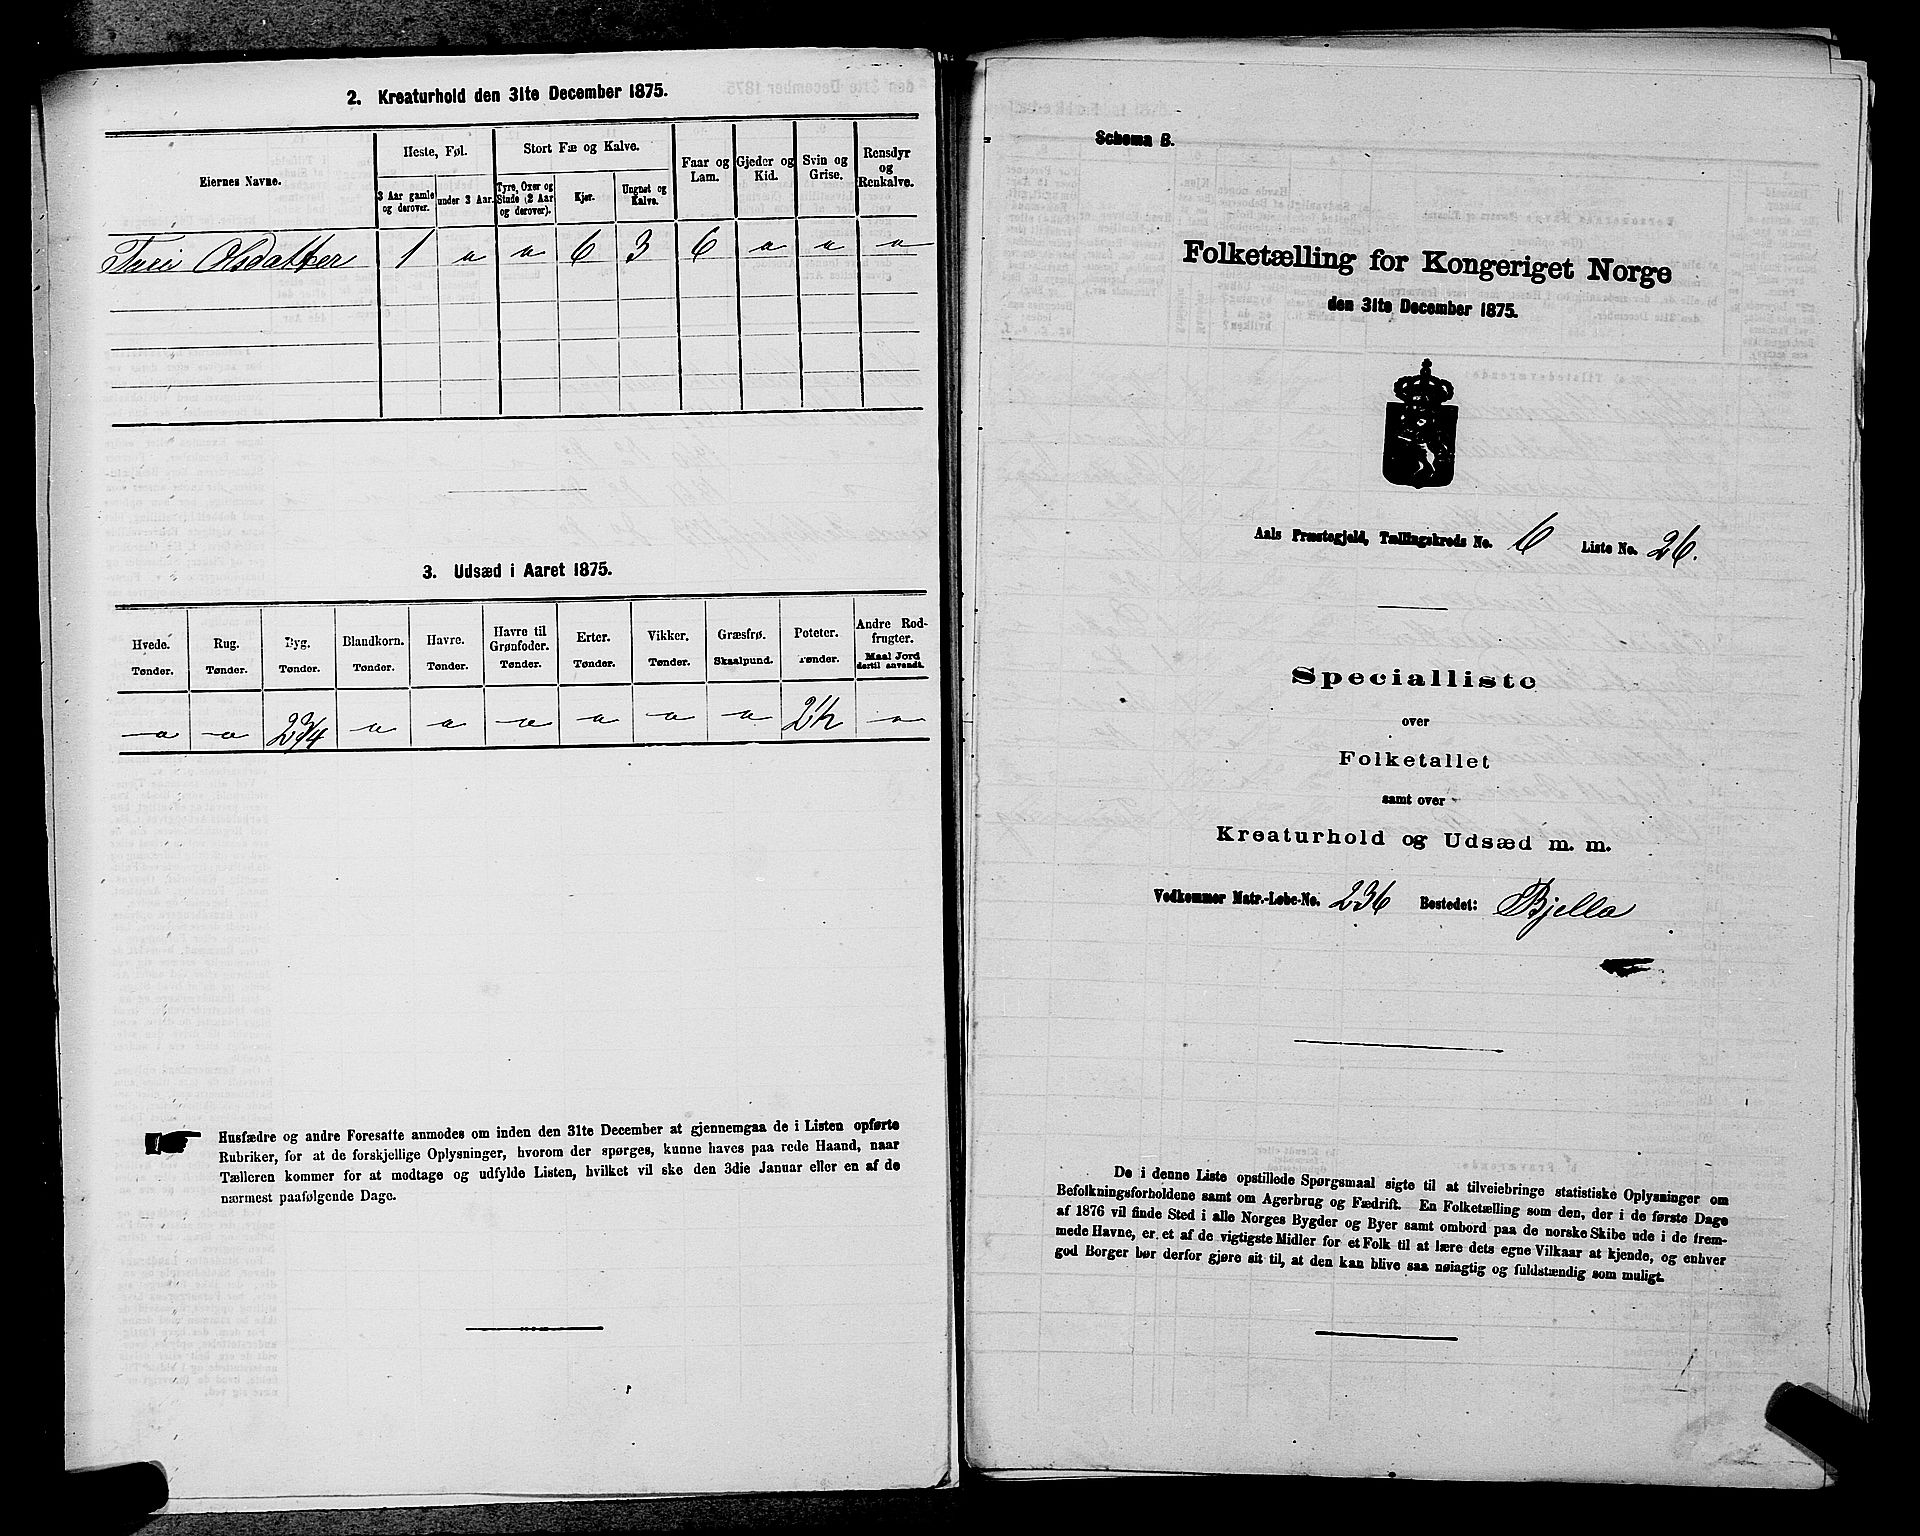 2. Kreaturhold den 31te December 1875.
Eiernes Navne.
Heste, Føl.
Stort Fæ og Kalve.
Faar og Lam.
Gjeder og Kid.
Svin og Grise.
Rensdyr og Renkalve.
3 Aar gamle og derover.
under 3 Aar.
Tyre, Oxer og Stude (2 Aar og derover).
Kjør.
Ungnøt og Kalve.
Olsdatter 1 " " 6 3 6 " " "
3. Udsæd i Aaret 1875.
Hvede. Rug. Byg. Blandkorn. Havre. Havre til Grønfoder. Erter. Vikker. Græsfrø. Poteter. Andre Rodfrugter.
Tønder. Tønder. Tønder. Tønder. Tønder. Tønder. Tønder. Tønder. Skaalpund. Tønder. Maal Jord dertil anvendt.
" " 2 3/4 " " " " " " 2 1/2 "
Husfædre og andre Foresatte anmodes om inden den 31te December at gjennemgaa de i Listen opførte
Rubriker, for at de forskjellige Oplysninger, hvorom der spørges, kunne haves paa rede Haand, naar
Tælleren kommer for at modtage og udfylde Listen, hvilket vil ske den 3die Januar eller en af de
nærmest paafølgende Dage.
Schema B.
Folketælling for Kongeriget Norge
den 31te December 1875.
Aals Præstegjeld, Tællingskreds No. 6 Liste No. 26.
Specialliste
over
Folketallet
samt over
Kreaturhold og Udsæd m. m.
Vedkommer Matr.-Løbe-No. 236 Bostedet: Bjella
De i denne Liste opstillede Spørgsmaal sigte til at tilveiebringe statistiske Oplysninger om
Befolkningsforholdene samt om Agerbrug og Fædrift. En Folketælling som den, der i de første Dage
af 1876 vil finde Sted i alle Norges Bygder og Byer samt ombord paa de norske Skibe ude i de frem-
mede Havne, er et af de vigtigste Midler for et Folk til at lære dets egne Vilkaar at kjende, og enhver
god Borger bør derfor gjøre sit til, at den kan blive saa nøiagtig og fuldstændig som muligt.